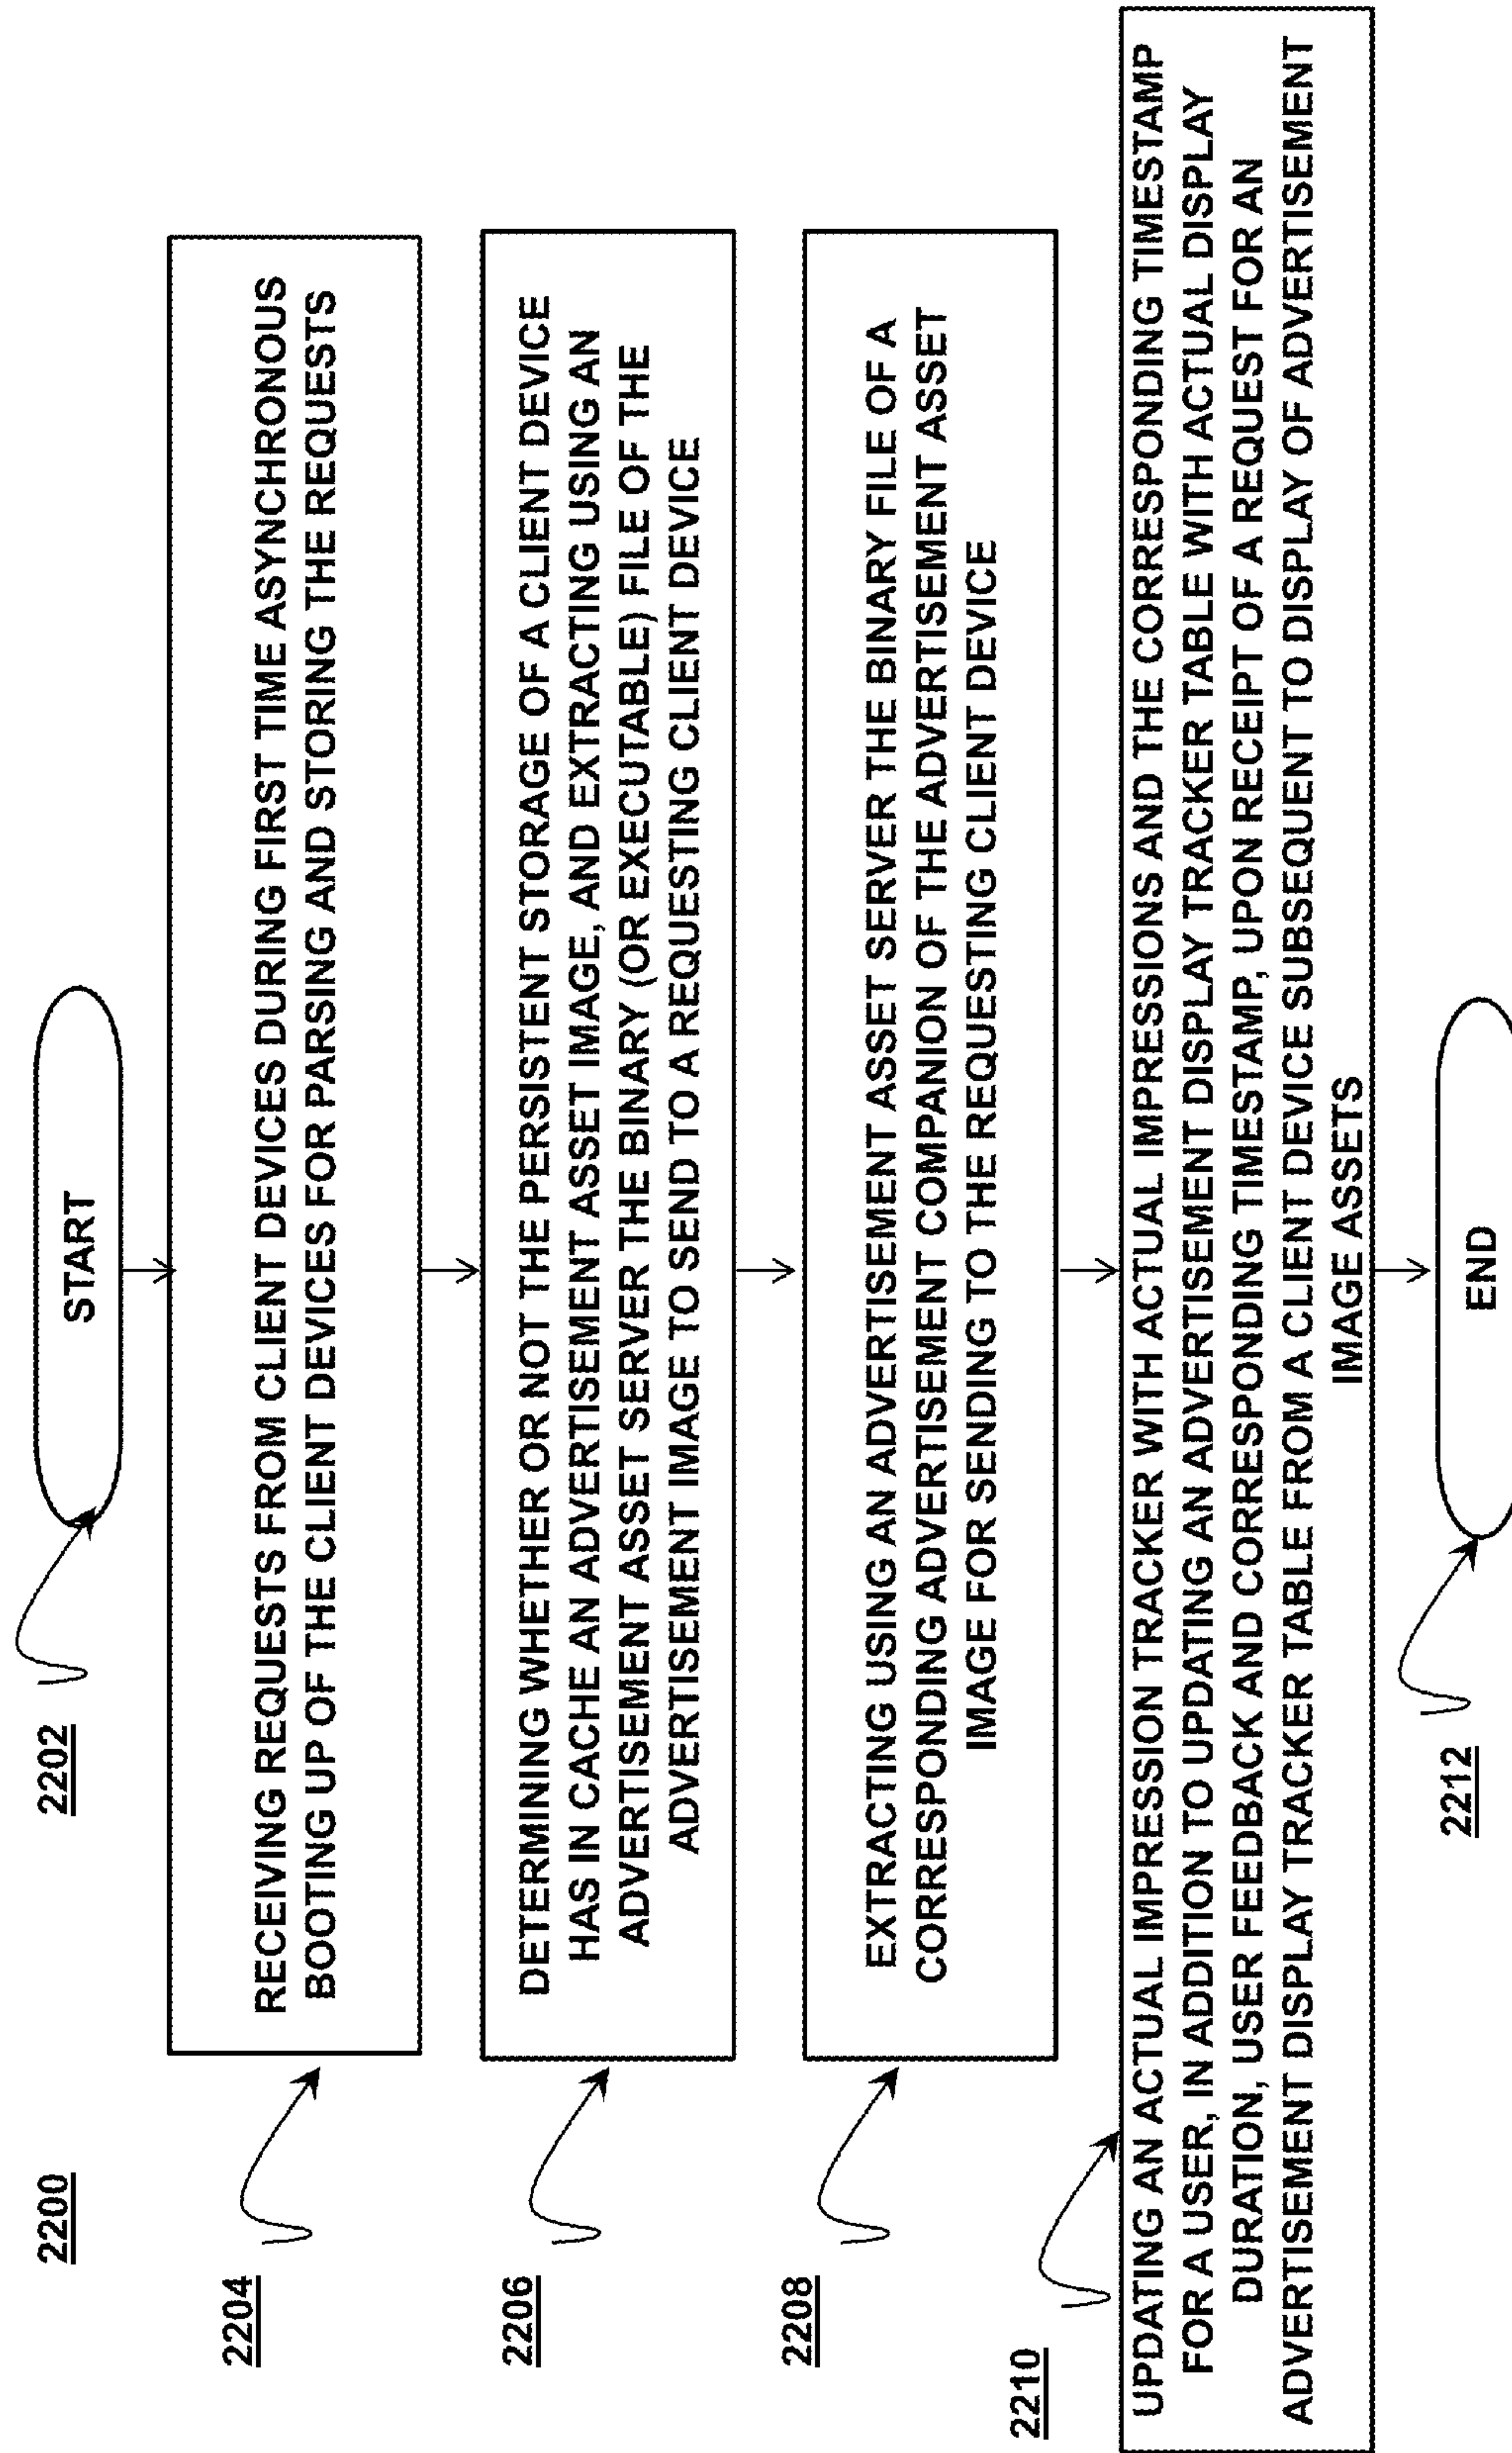 2200
2202
START
2204
RECEIVING REQUESTS FROM CLIENT DEVICES DURING FIRST TIME ASYNCHRONOUS
BOOTING UP OF THE CLIENT DEVICES FOR PARSING AND STORING THE REQUESTS
2206
DETERMINING WHETHER OR NOT THE PERSISTENT STORAGE OF A CLIENT DEVICE
HAS IN CACHE AN ADVERTISEMENT ASSET IMAGE, AND EXTRACTING USING AN
ADVERTISEMENT ASSET SERVER THE BINARY (OR EXECUTABLE) FILE OF THE
ADVERTISEMENT IMAGE TO SEND TO A REQUESTING CLIENT DEVICE
2208
EXTRACTING USING AN ADVERTISEMENT ASSET SERVER THE BINARY FILE OF A
CORRESPONDING ADVERTISEMENT COMPANION OF THE ADVERTISEMENT ASSET
IMAGE FOR SENDING TO THE REQUESTING CLIENT DEVICE
2210
UPDATING AN ACTUAL IMPRESSION TRACKER WITH ACTUAL IMPRESSIONS AND THE CORRESPONDING TIMESTAMP
FOR A USER, IN ADDITION TO UPDATING AN ADVERTISEMENT DISPLAY TRACKER TABLE WITH ACTUAL DISPLAY
DURATION, USER FEEDBACK AND CORRESPONDING TIMESTAMP, UPON RECEIPT OF A REQUEST FOR AN
ADVERTISEMENT DISPLAY TRACKER TABLE FROM A CLIENT DEVICE SUBSEQUENT TO DISPLAY OF ADVERTISEMENT
IMAGE ASSETS
2212
END